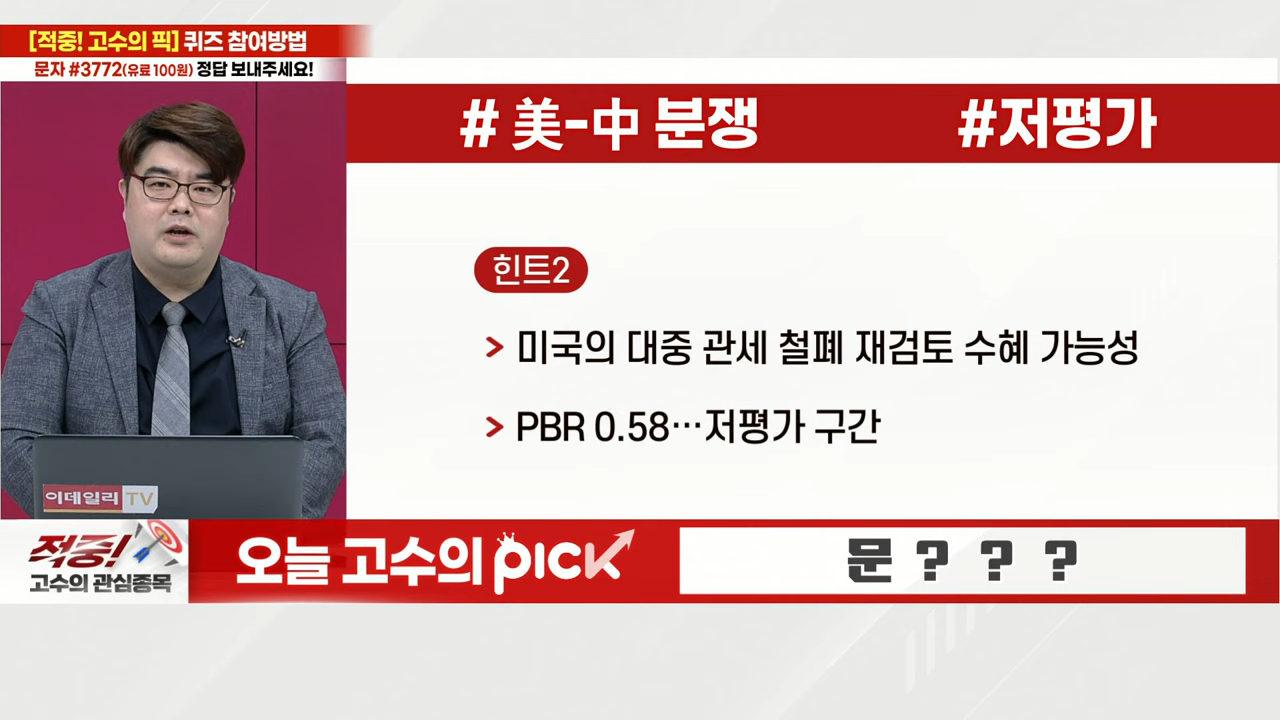 [적중! 고수의 픽] 퀴즈 참여방법
문자 #3772(유료 100원) 정답 보내주세요!
# 美-中 분쟁 #저평가
힌트2
> 미국의 대중 관세 철폐 재검토 수혜 가능성
> PBR 0.58…저평가 구간
이데일리TV
적중!
고수의 관심종목
오늘 고수의 pick
문 ? ? ?